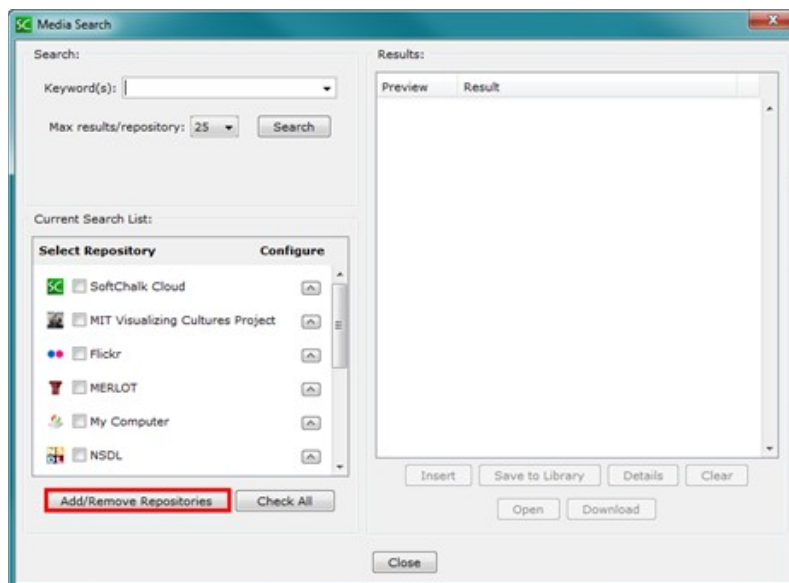 SC Media Search
Search:
Keyword(s):
Max results/repository: 25 Search
Current Search List:
Select Repository Configure
SC SoftChalk Cloud
MIT Visualizing Cultures Project
Flickr
MERLOT
My Computer
NSDL
Add/Remove Repositories Check All
Results:
Preview Result
Insert Save to Library Details Clear
Open Download
Close